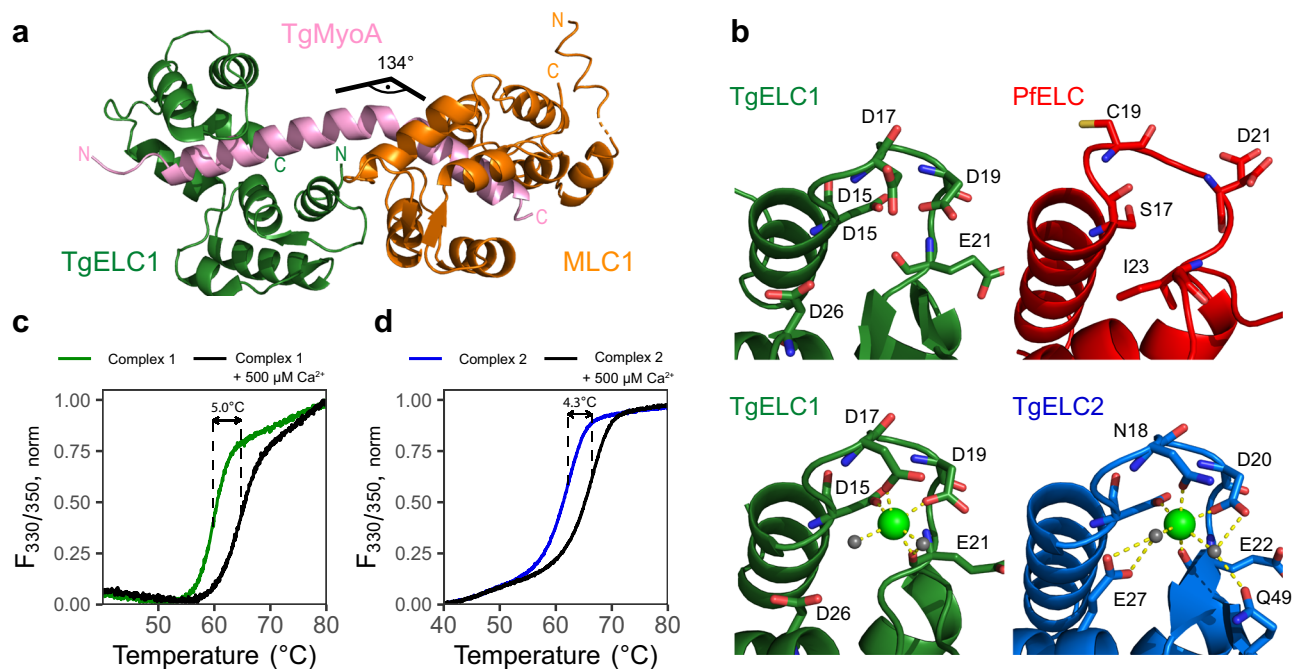 a
TgMyoA
134°
N
C
N
C
N
C
TgELC1
MLC1
b
TgELC1
D17
D15
D19
D15
E21
D26
PfELC
C19
D21
S17
I23
TgELC1
D17
D19
D15
E21
D26
TgELC2
N18
D20
E22
E27
Q49
c
Complex 1
Complex 1
+ 500 µM Ca²⁺
5.0°C
1.00
0.75
0.50
0.25
0.00
F330/350, norm
50
60
70
80
Temperature (°C)
d
Complex 2
Complex 2
+ 500 µM Ca²⁺
4.3°C
1.00
0.75
0.50
0.25
0.00
F330/350, norm
40
50
60
70
80
Temperature (°C)